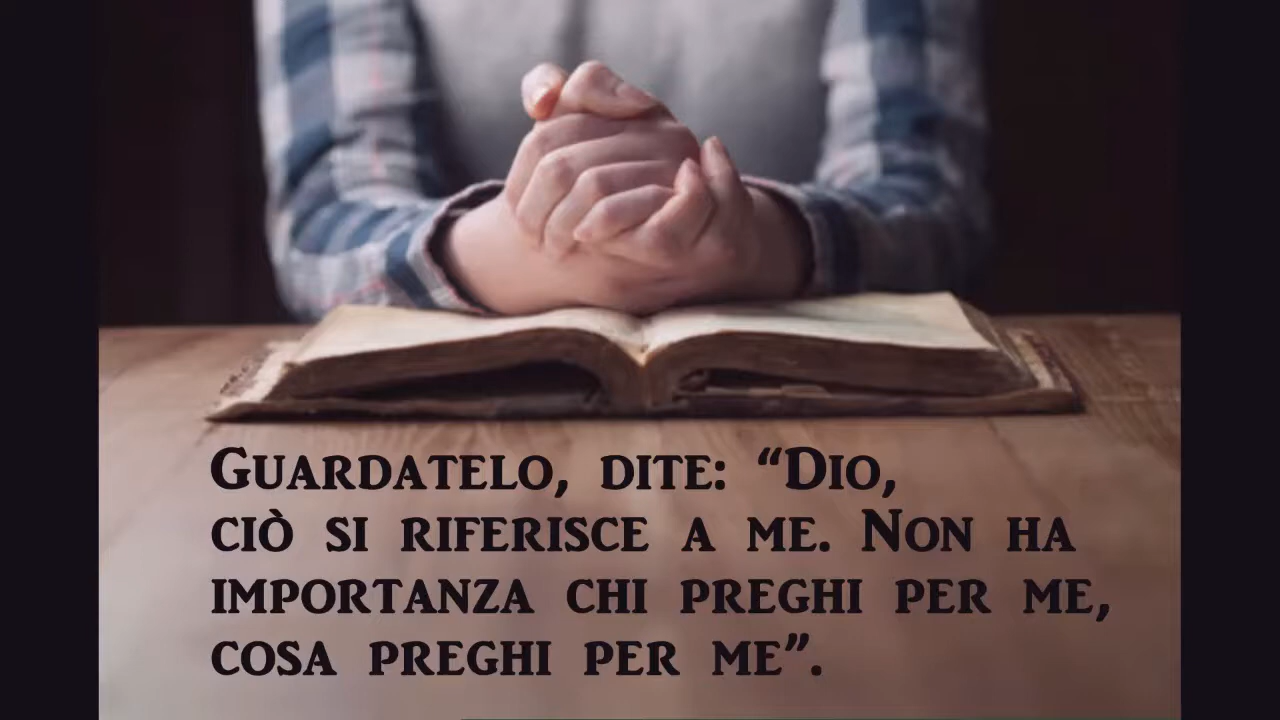 Guardatelo, dite: “Dio,
ciò si riferisce a me. Non ha
importanza chi preghi per me,
cosa preghi per me”.